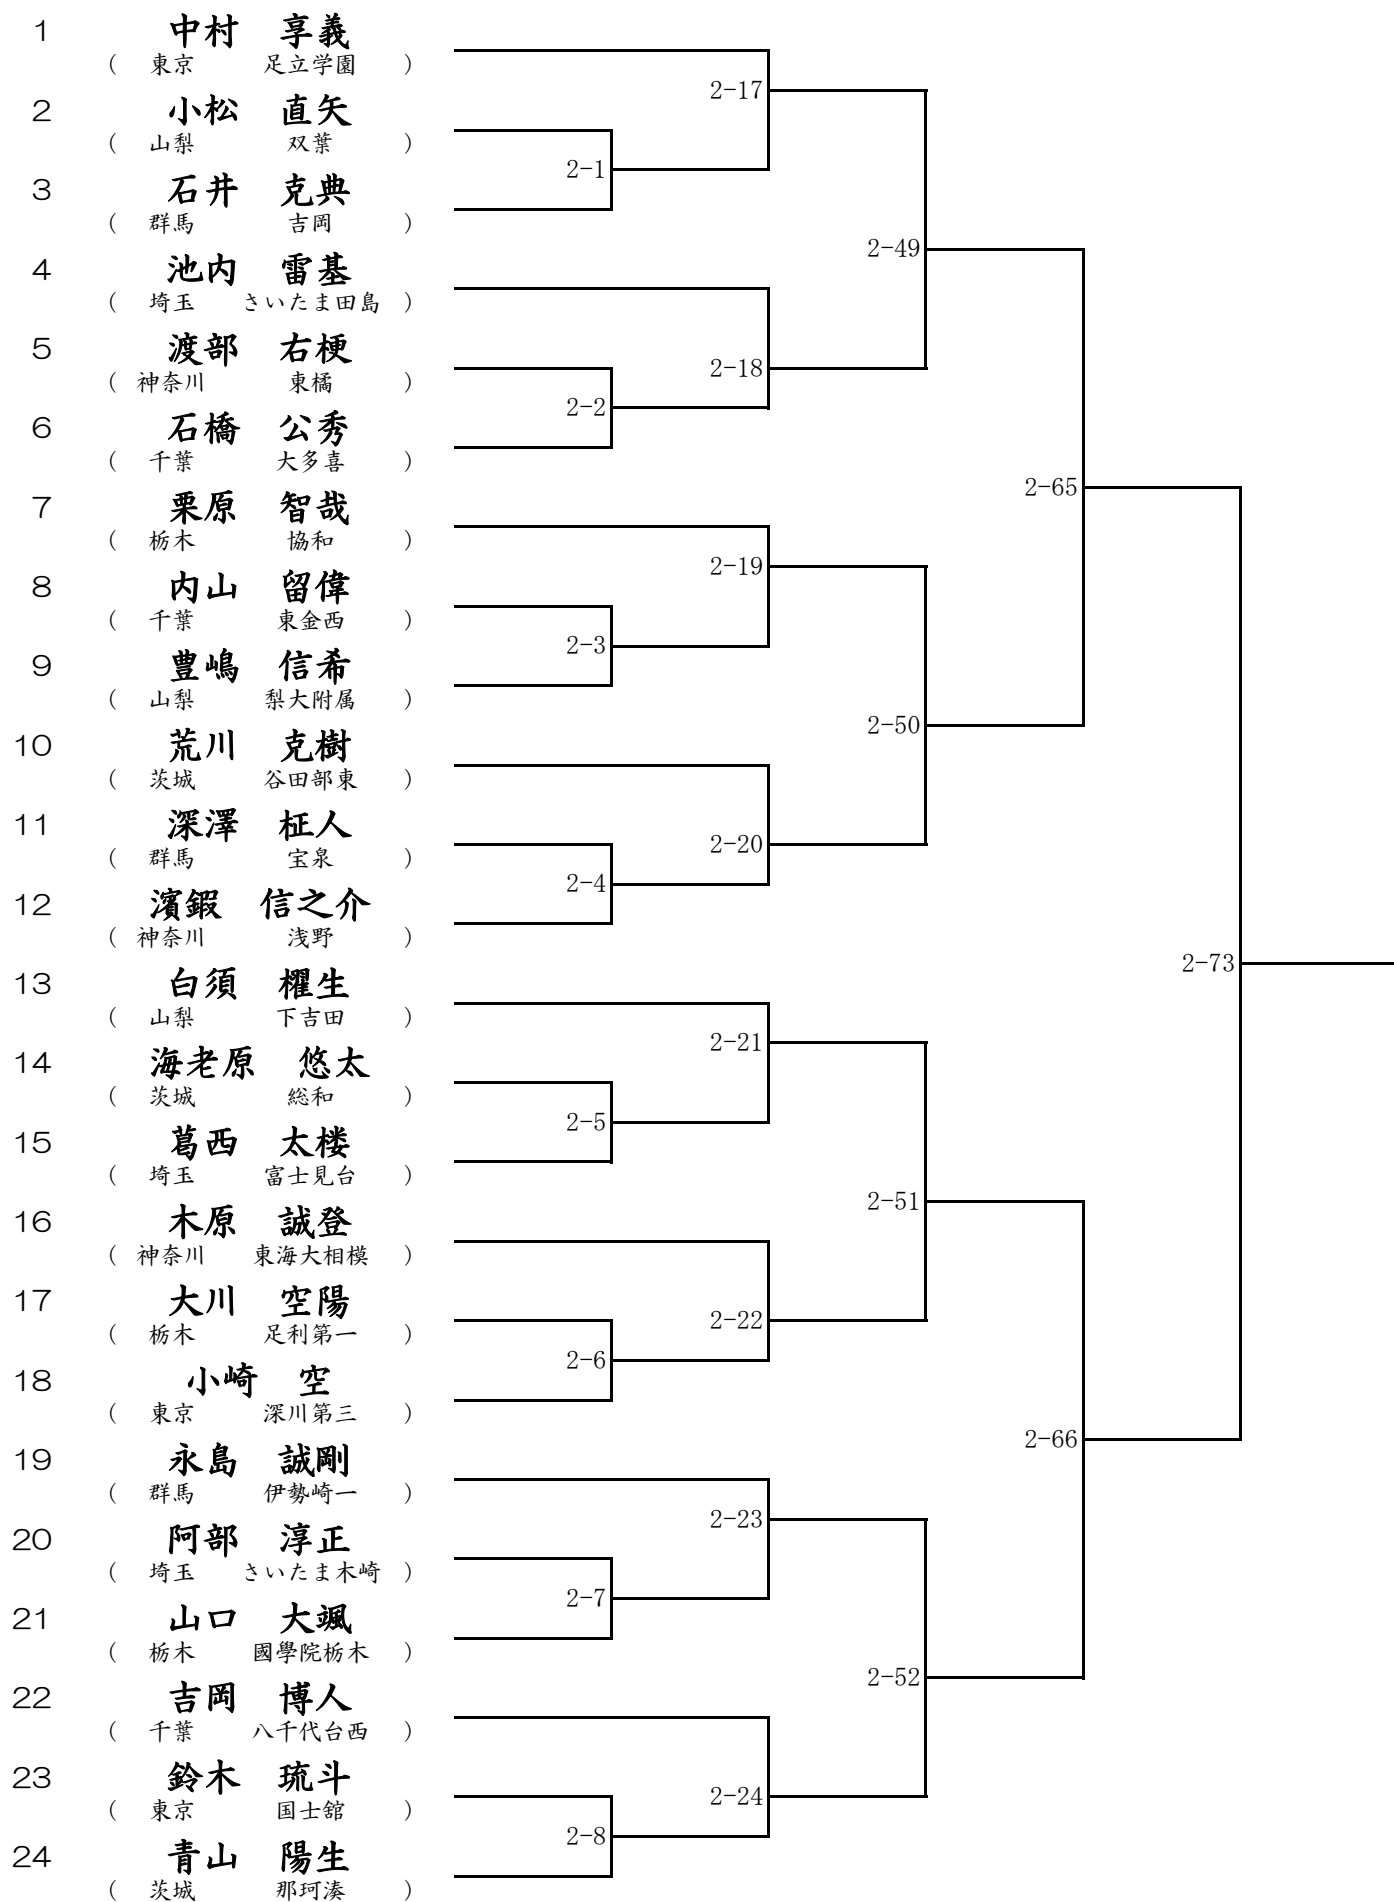 1 中村 享義
( 東京 足立学園 )
2-17
2 小松 直矢
( 山梨 双葉 )
2-1
3 石井 克典
( 群馬 吉岡 )
2-49
4 池内 雷基
( 埼玉 さいたま田島 )
5 渡部 右梗
( 神奈川 東橘 )
2-18
2-2
6 石橋 公秀
( 千葉 大多喜 )
2-65
7 栗原 智哉
( 栃木 協和 )
2-19
8 内山 留偉
( 千葉 東金西 )
2-3
9 豊嶋 信希
( 山梨 梨大附属 )
2-50
10 荒川 克樹
( 茨城 谷田部東 )
11 深澤 柾人
( 群馬 宝泉 )
2-20
2-4
12 濱鍜 信之介
( 神奈川 浅野 )
2-73
13 白須 櫂生
( 山梨 下吉田 )
2-21
14 海老原 悠太
( 茨城 総和 )
2-5
15 葛西 太楼
( 埼玉 富士見台 )
2-51
16 木原 誠登
( 神奈川 東海大相模 )
17 大川 空陽
( 栃木 足利第一 )
2-22
2-6
18 小崎 空
( 東京 深川第三 )
2-66
19 永島 誠剛
( 群馬 伊勢崎一 )
2-23
20 阿部 淳正
( 埼玉 さいたま木崎 )
2-7
21 山口 大颯
( 栃木 國學院栃木 )
2-52
22 吉岡 博人
( 千葉 八千代台西 )
23 鈴木 琉斗
( 東京 国士舘 )
2-24
2-8
24 青山 陽生
( 茨城 那珂湊 )